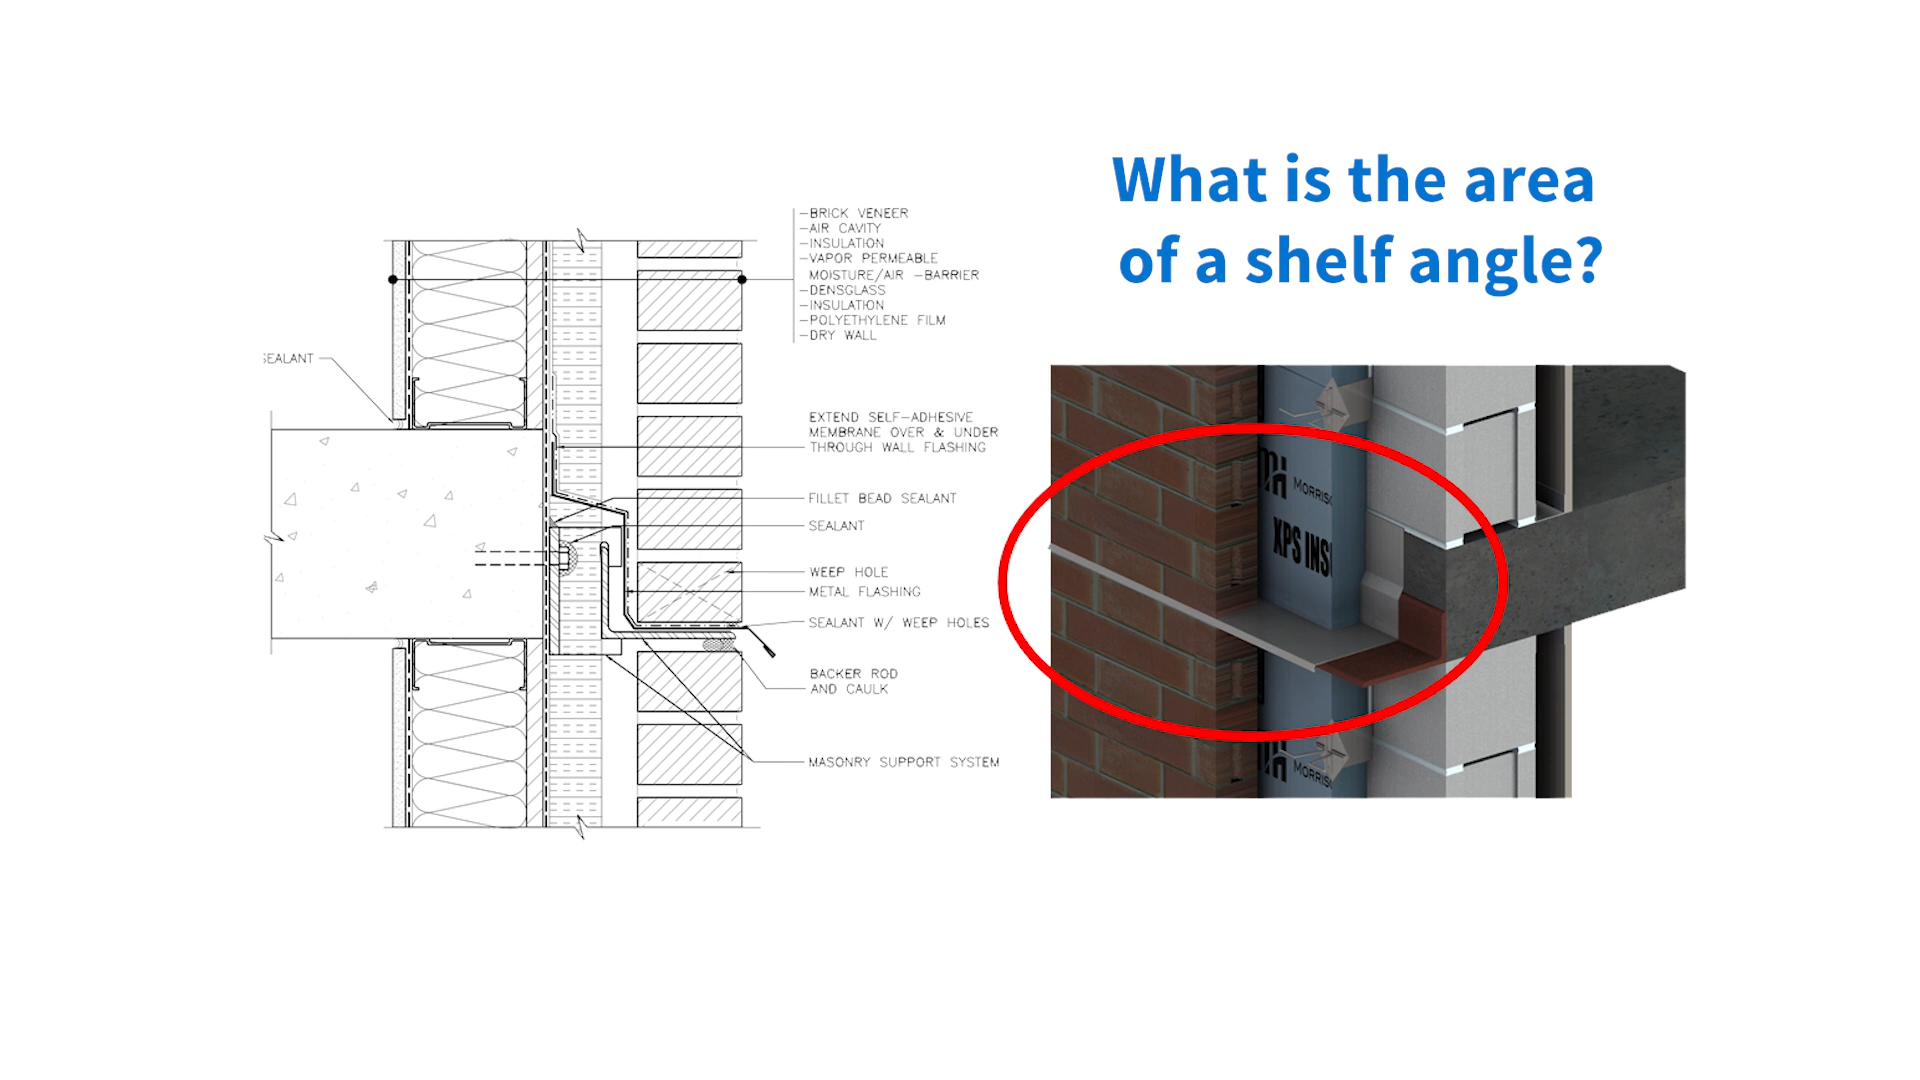 What is the area
of a shelf angle?
—BRICK VENEER
—AIR CAVITY
—INSULATION
—VAPOR PERMEABLE
MOISTURE/AIR —BARRIER
—DENSGLASS
—INSULATION
—POLYETHYLENE FILM
—DRY WALL
SEALANT
EXTEND SELF—ADHESIVE
MEMBRANE OVER & UNDER
THROUGH WALL FLASHING
FILLET BEAD SEALANT
SEALANT
WEEP HOLE
METAL FLASHING
SEALANT W/ WEEP HOLES
BACKER ROD
AND CAULK
MASONRY SUPPORT SYSTEM
MORRIS
XPS INS
MORRIS